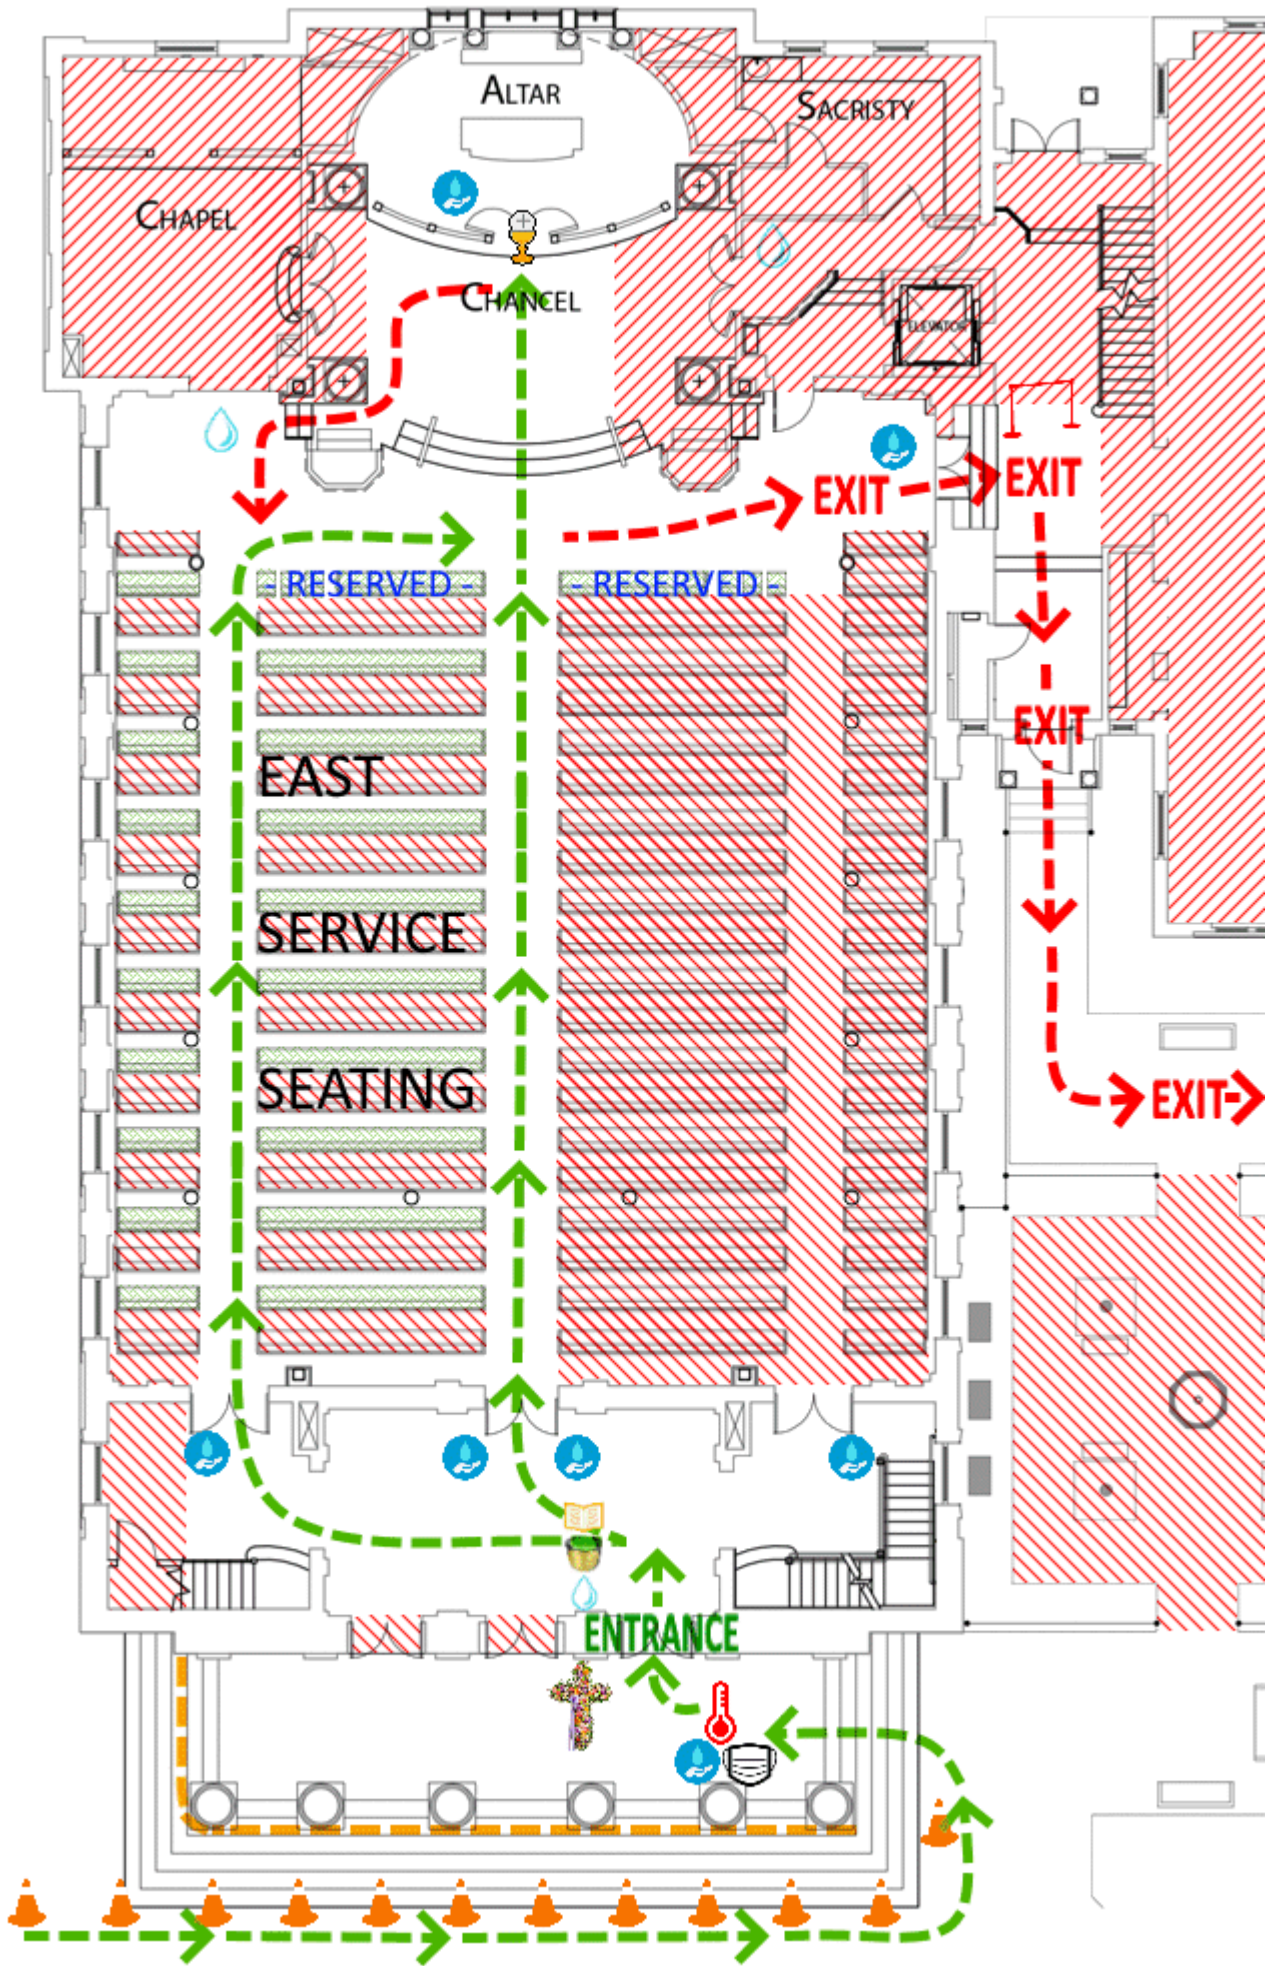 ALTAR
SACRISTY
CHAPEL
CHANCEL
ELEVATOR
EXIT
EXIT
- RESERVED -
- RESERVED -
EXIT
EAST
SERVICE
SEATING
EXIT
ENTRANCE